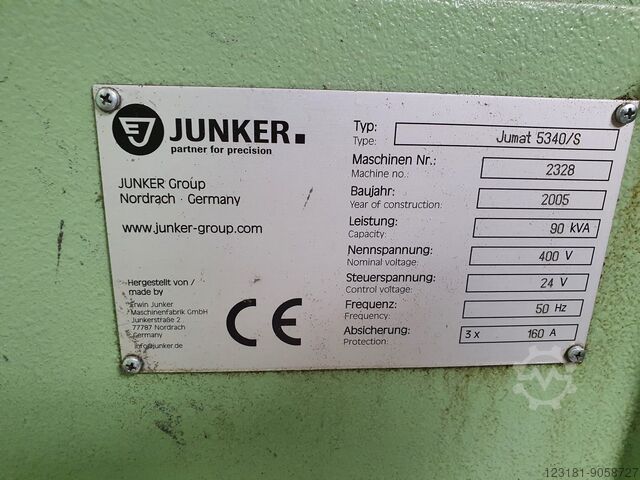 JUNKER
partner for precision
JUNKER Group
Nordrach · Germany
www.junker-group.com
Hergestellt von /
made by
Erwin Junker
Maschinenfabrik GmbH
Junkerstraße 2
77787 Nordrach
Germany
info@junker.de
CE
Typ:
Type:
Jumat 5340/S
Maschinen Nr.:
Machine no.:
2328
Baujahr:
Year of construction:
2005
Leistung:
Capacity:
90 kVA
Nennspannung:
Nominal voltage:
400 V
Steuerspannung:
Control voltage:
24 V
Frequenz:
Frequency:
50 Hz
Absicherung:
Protection:
3 x 160 A
123181-9058727